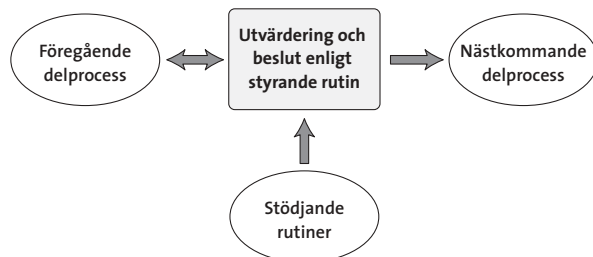 Föregående
delprocess
Utvärdering och
beslut enligt
styrande rutin
Nästkommande
delprocess
Stödjande
rutiner